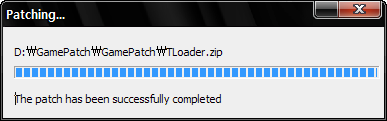 Patching...
D:₩GamePatch₩GamePatch₩TLoader.zip
The patch has been successfully completed